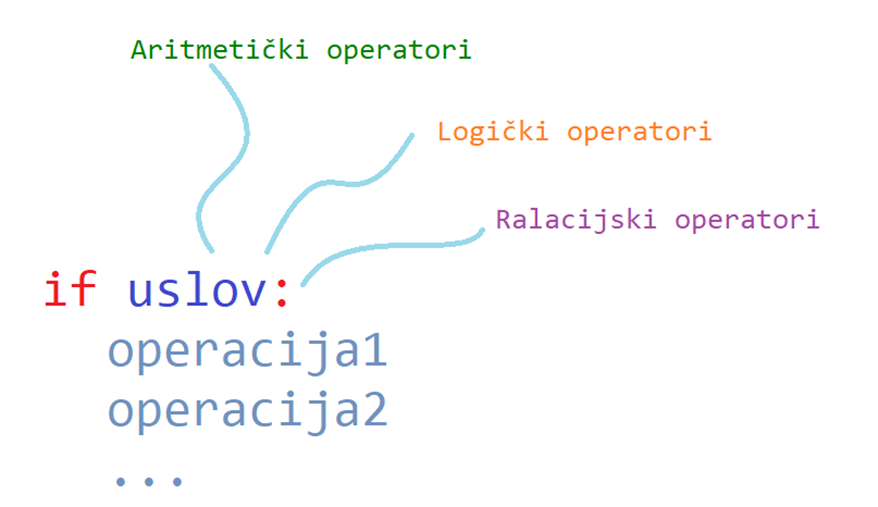 Aritmetički operatori
Logički operatori
Ralacijski operatori
if uslov:
operacija1
operacija2
...